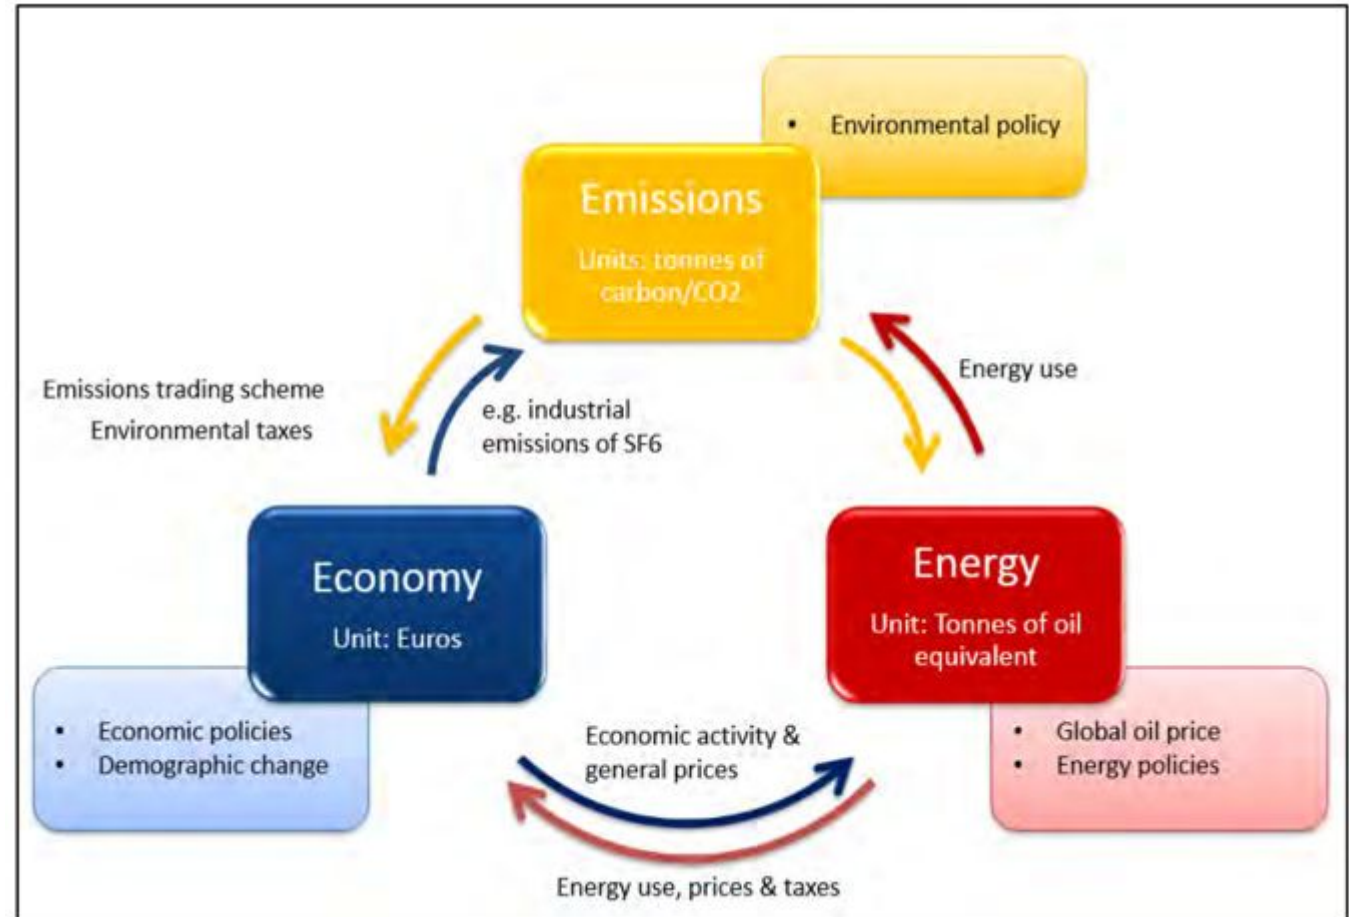 • Environmental policy
Emissions
Units: tonnes of
carbon/CO2
Energy use
Emissions trading scheme
Environmental taxes
e.g. industrial
emissions of SF6
Economy
Unit: Euros
Energy
Unit: Tonnes of oil
equivalent
• Economic policies
• Demographic change
Economic activity &
general prices
• Global oil price
• Energy policies
Energy use, prices & taxes